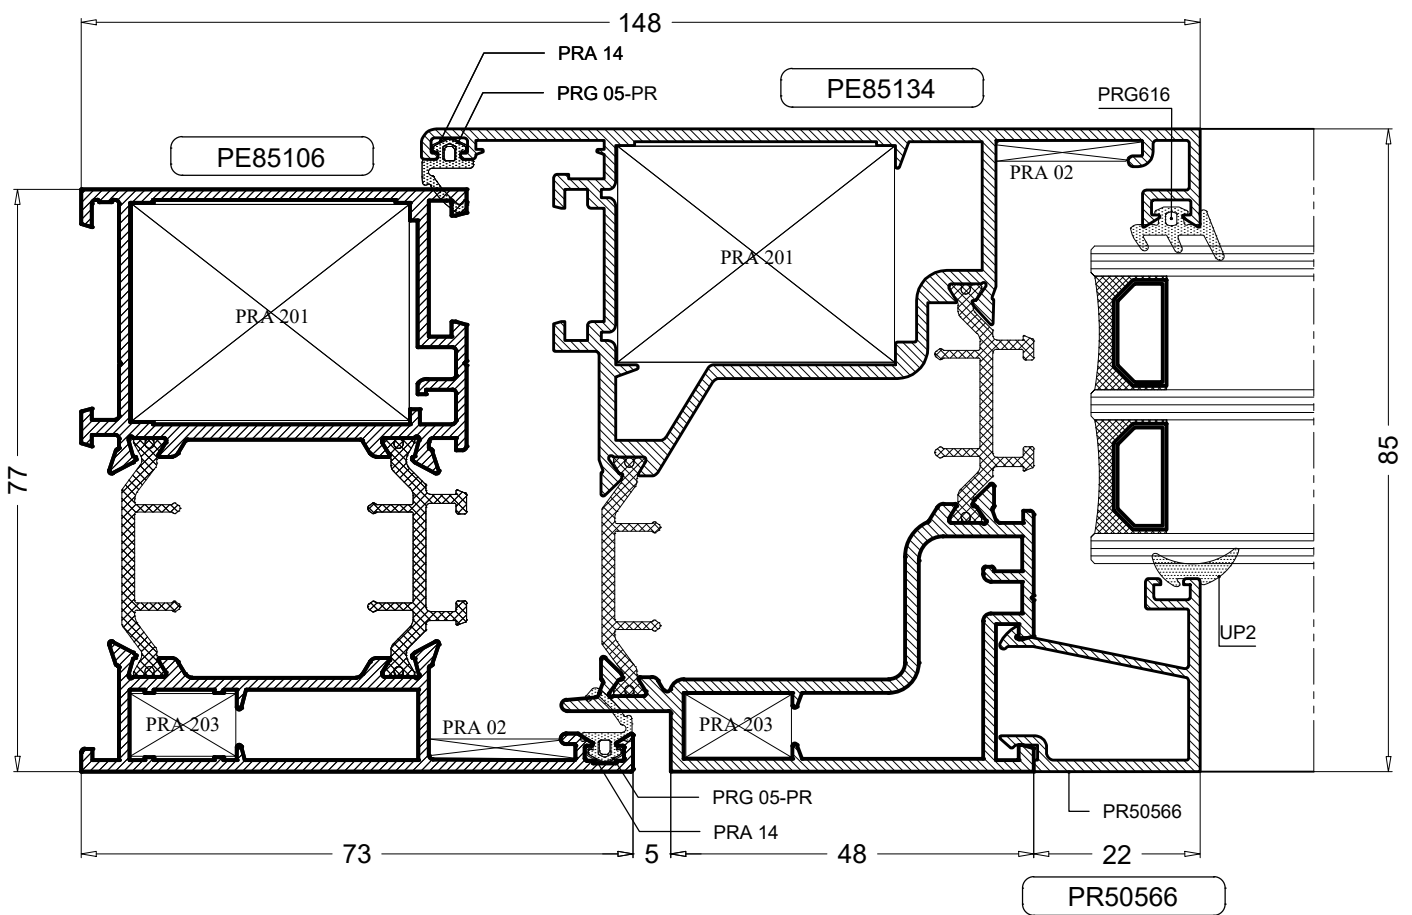 148
PRA 14
PRG 05-PR
PE85134
PRG616
PE85106
PRA 02
PRA 201
PRA 201
77
85
UP2
PRA 203
PRA 02
PRA 203
PRG 05-PR
PRA 14
PR50566
73
5
48
22
PR50566